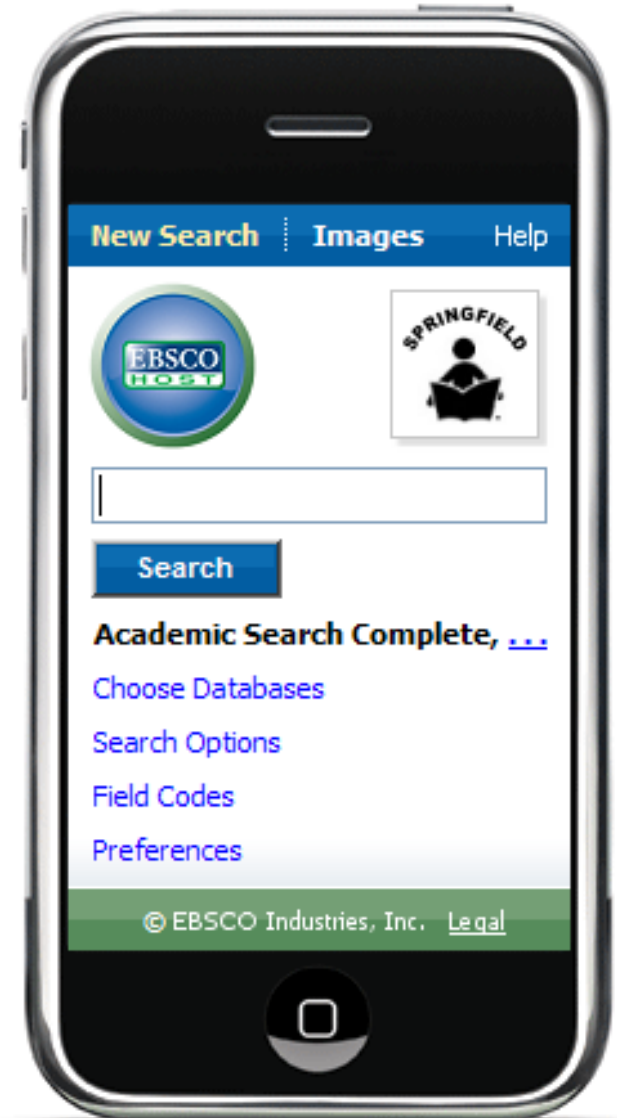 New Search Images Help
EBSCO
HOST
SPRINGFIELD
Search
Academic Search Complete, ...
Choose Databases
Search Options
Field Codes
Preferences
© EBSCO Industries, Inc. Legal